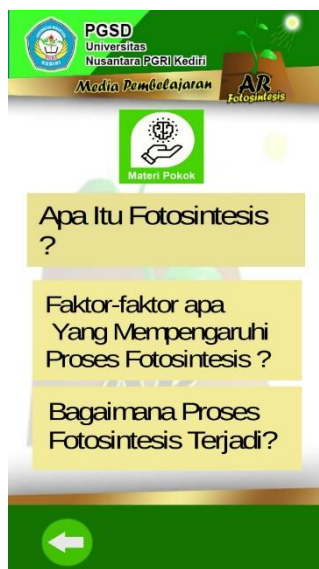 PGSD
Universitas
Nusantara PGRI Kediri
Media Pembelajaran
AR
Fotosintesis
Materi Pokok
Apa Itu Fotosintesis
?
Faktor-faktor apa
Yang Mempengaruhi
Proses Fotosintesis ?
Bagaimana Proses
Fotosintesis Terjadi?